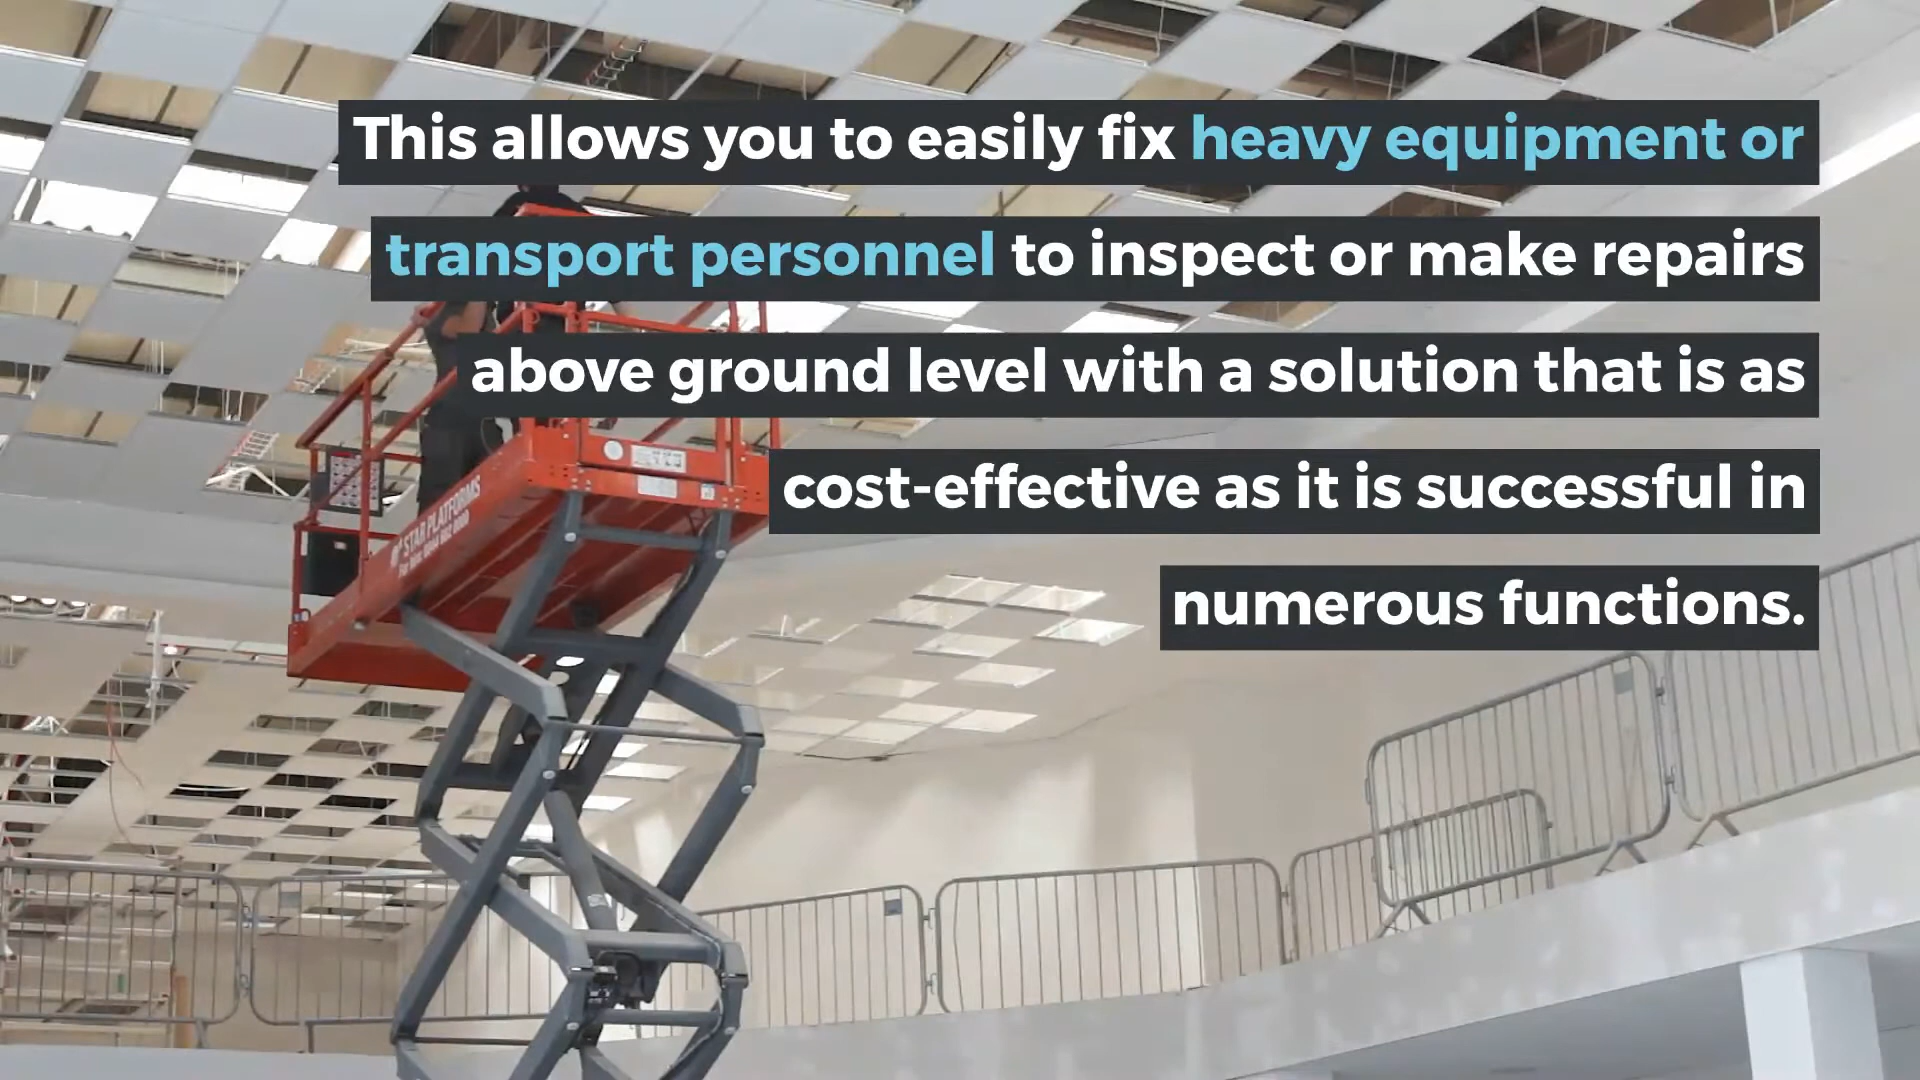 This allows you to easily fix heavy equipment or
transport personnel to inspect or make repairs
above ground level with a solution that is as
cost-effective as it is successful in
numerous functions.
STAR PLATFORMS